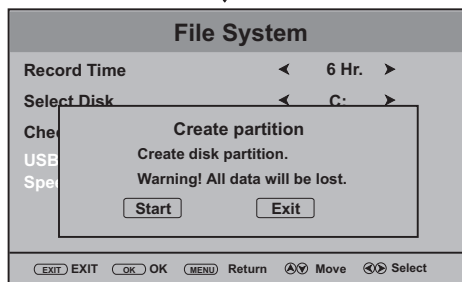 File System
Record Time 6 Hr.
Select Disk C:
Create partition
Create disk partition.
Warning! All data will be lost.
Start Exit
EXIT EXIT OK OK MENU Return Move Select